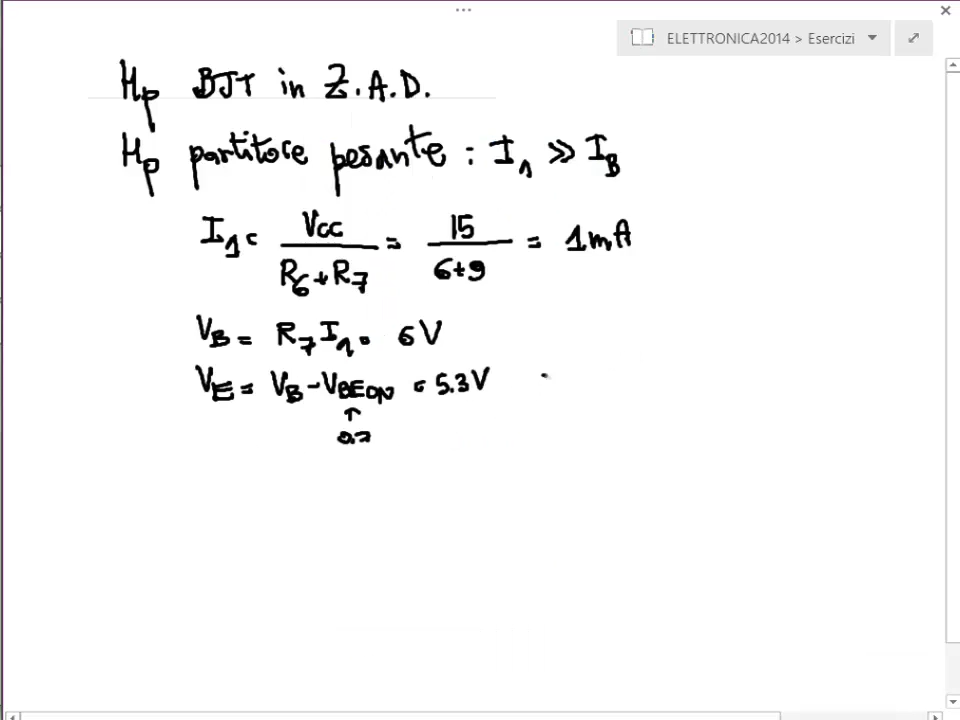 ELETTRONICA2014 > Esercizi
Hp BJT in Z.A.D.
Hp partitore pesante : I1 >> IB
I1 = VCC / (R6+R7) = 15 / (6+9) = 1mA
VB = R7 I1 = 6V
VE = VB - VBEON = 5.3V
↑
0.7